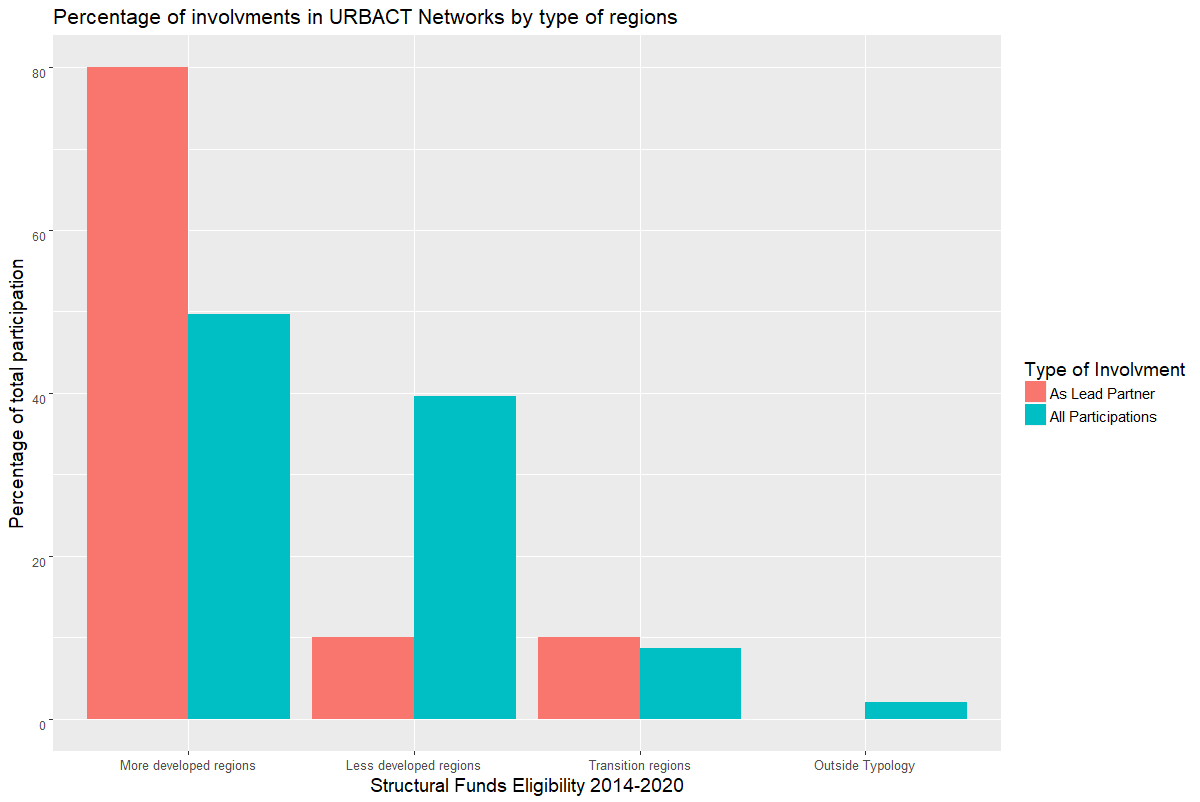 Percentage of involvments in URBACT Networks by type of regions
Percentage of total participation
80
60
40
20
0
More developed regions
Less developed regions
Transition regions
Outside Typology
Structural Funds Eligibility 2014-2020
Type of Involvment
As Lead Partner
All Participations